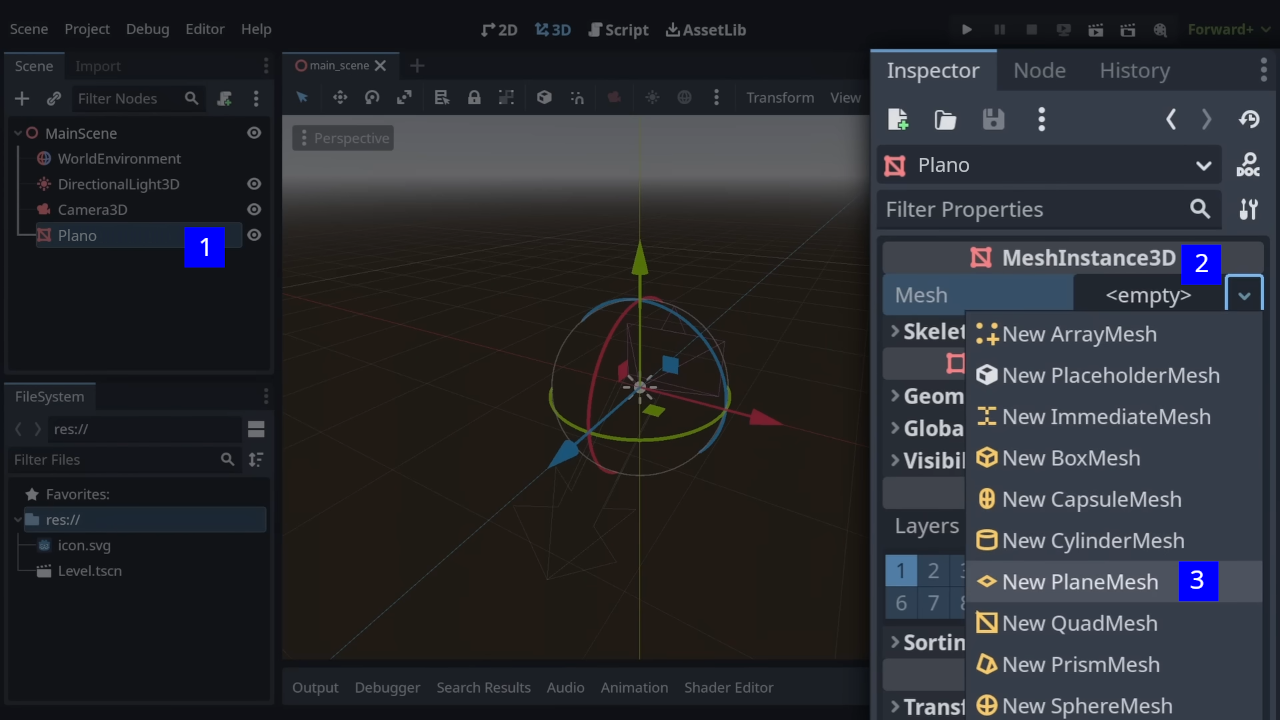 Scene Project Debug Editor Help
2D 3D Script AssetLib
Forward+
Scene Import
Filter Nodes
MainScene
WorldEnvironment
DirectionalLight3D
Camera3D
Plano
1
FileSystem
res://
Filter Files
Favorites:
res://
icon.svg
Level.tscn
main_scene
Transform View
Perspective
Output Debugger Search Results Audio Animation Shader Editor
Inspector Node History
Plano
DOC
Filter Properties
MeshInstance3D
2
Mesh <empty>
Skelet
Geom
Globa
Visibil
Layers
1 2 3
6 7 8
Sortin
Transf
New ArrayMesh
New PlaceholderMesh
New ImmediateMesh
New BoxMesh
New CapsuleMesh
New CylinderMesh
New PlaneMesh
3
New QuadMesh
New PrismMesh
New SphereMesh